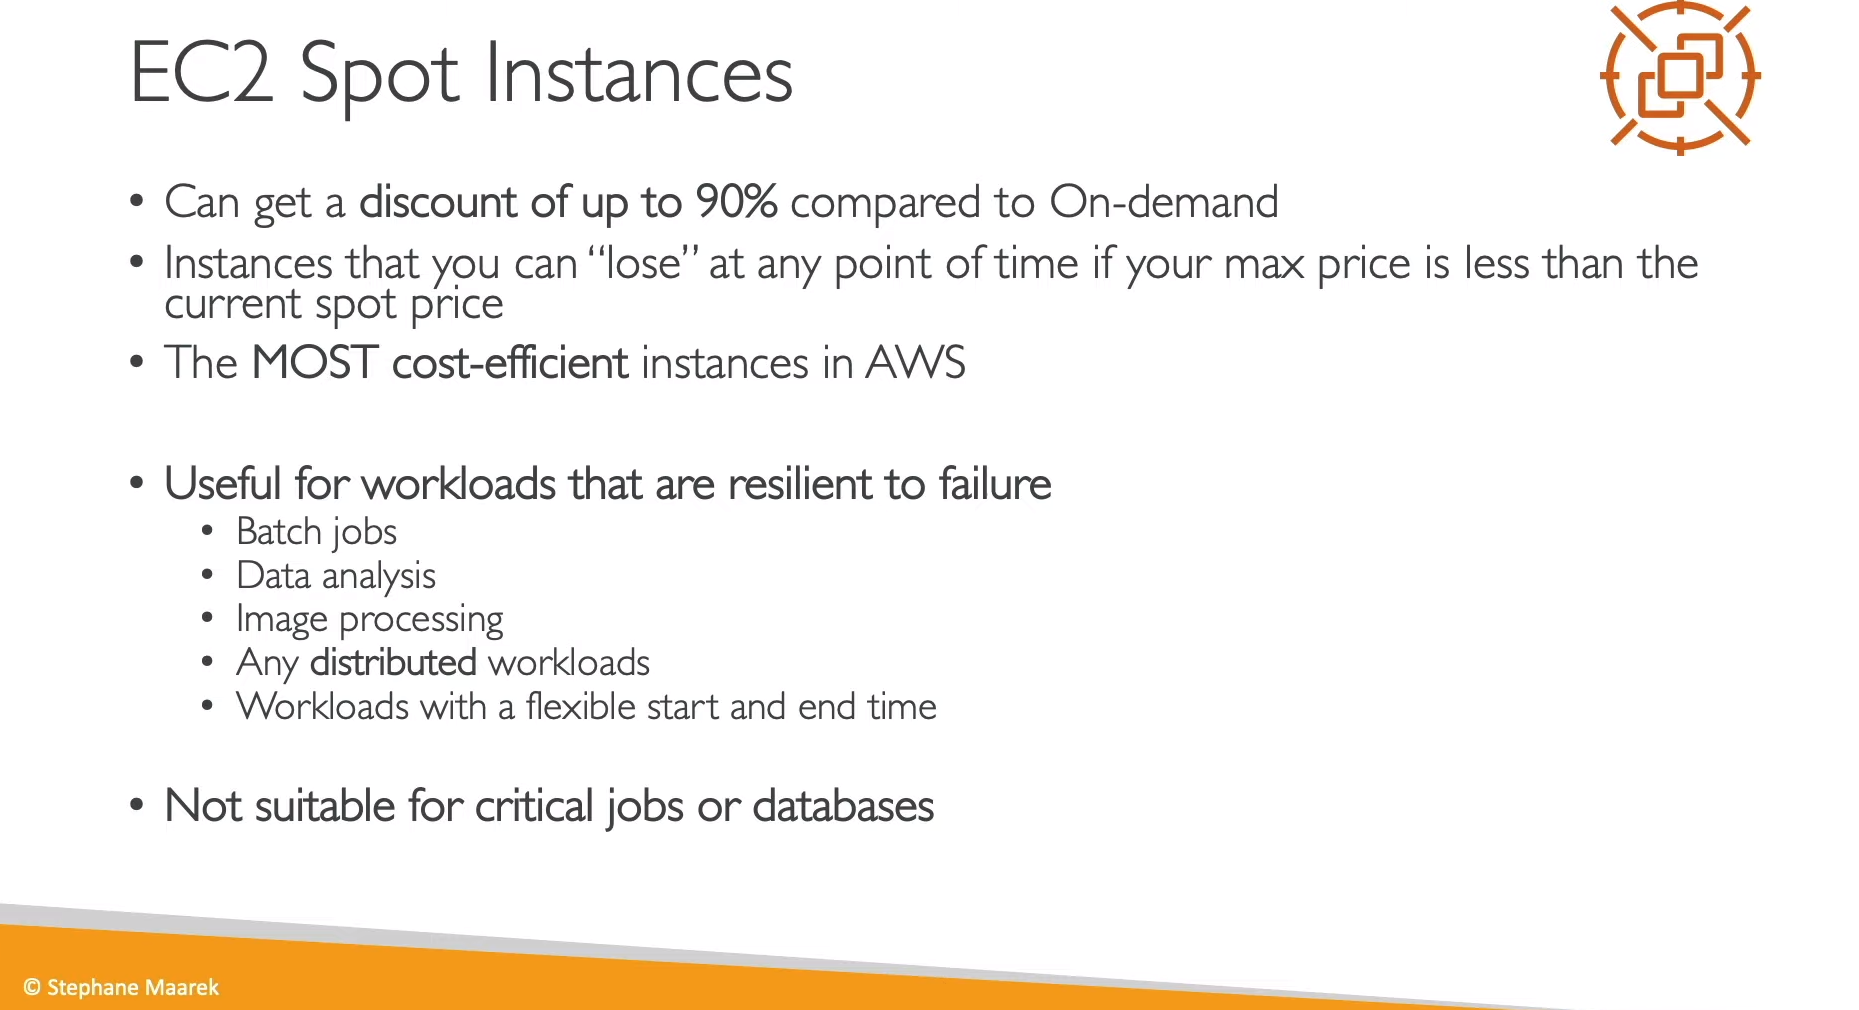 EC2 Spot Instances
• Can get a discount of up to 90% compared to On-demand
• Instances that you can “lose” at any point of time if your max price is less than the
current spot price
• The MOST cost-efficient instances in AWS
• Useful for workloads that are resilient to failure
• Batch jobs
• Data analysis
• Image processing
• Any distributed workloads
• Workloads with a flexible start and end time
• Not suitable for critical jobs or databases
© Stephane Maarek